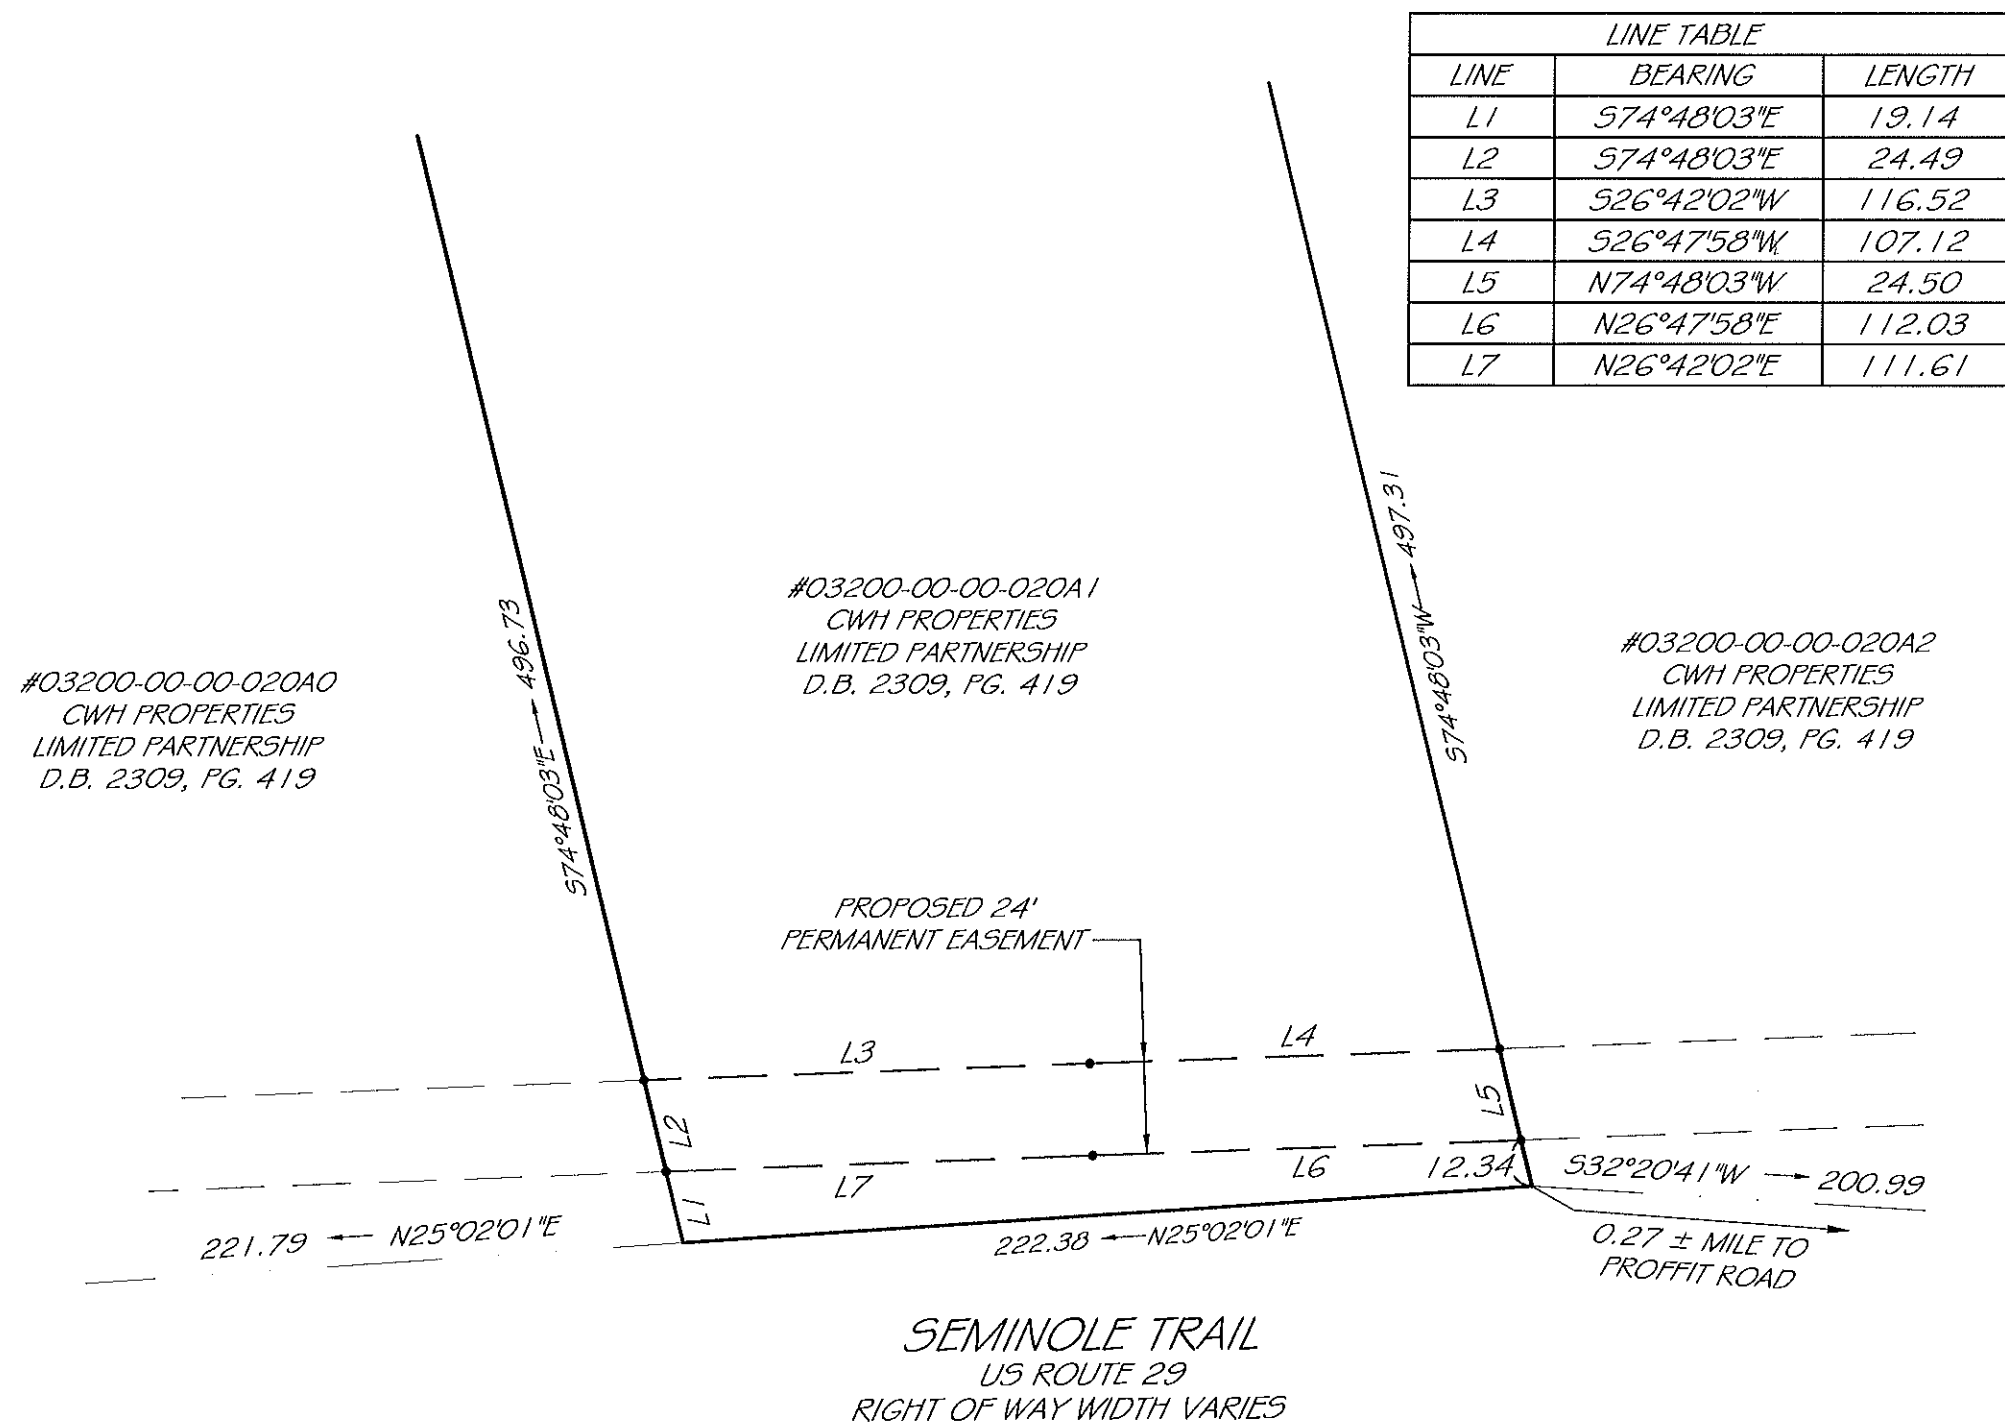 LINE TABLE
LINE BEARING LENGTH
L1 S74°48'03"E 19.14
L2 S74°48'03"E 24.49
L3 S26°42'02"W 116.52
L4 S26°47'58"W 107.12
L5 N74°48'03"W 24.50
L6 N26°47'58"E 112.03
L7 N26°42'02"E 111.61
#03200-00-00-020A0
CWH PROPERTIES
LIMITED PARTNERSHIP
D.B. 2309, PG. 419
S74°48'03"E 496.73
#03200-00-00-020A1
CWH PROPERTIES
LIMITED PARTNERSHIP
D.B. 2309, PG. 419
S74°48'03"W 497.31
#03200-00-00-020A2
CWH PROPERTIES
LIMITED PARTNERSHIP
D.B. 2309, PG. 419
PROPOSED 24'
PERMANENT EASEMENT
L3
L4
L2
L5
L7
L6
12.34
S32°20'41"W 200.99
L1
221.79 N25°02'01"E
222.38 N25°02'01"E
0.27 ± MILE TO
PROFFIT ROAD
SEMINOLE TRAIL
US ROUTE 29
RIGHT OF WAY WIDTH VARIES